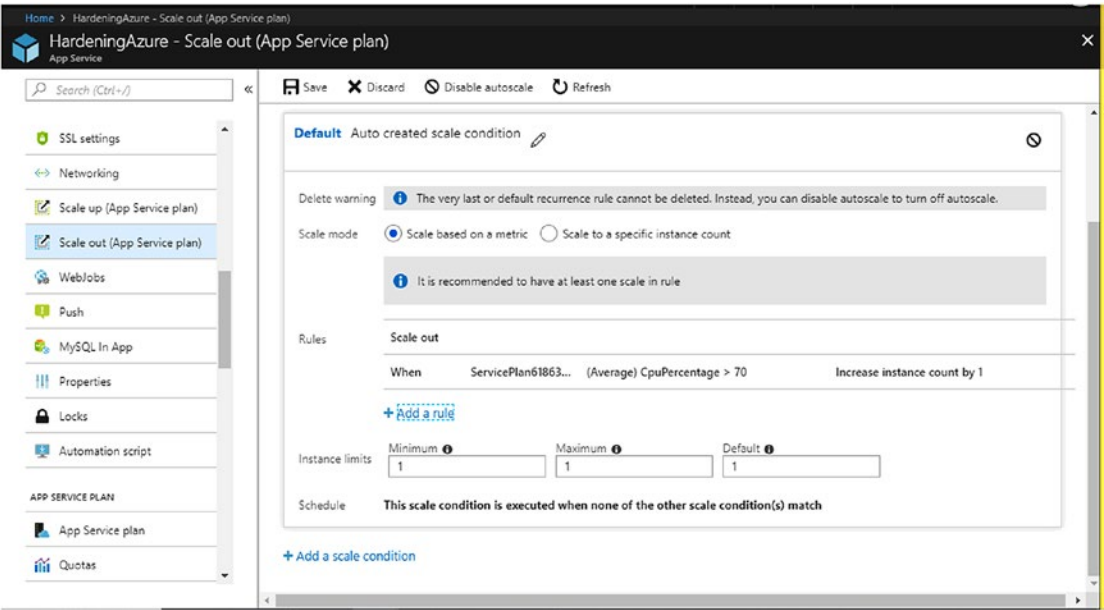 Home > HardeningAzure - Scale out (App Service plan)
HardeningAzure - Scale out (App Service plan)
App Service
Search (Ctrl+/)
SSL settings
Networking
Scale up (App Service plan)
Scale out (App Service plan)
WebJobs
Push
MySQL In App
Properties
Locks
Automation script
APP SERVICE PLAN
App Service plan
Quotas
Save Discard Disable autoscale Refresh
Default Auto created scale condition
Delete warning The very last or default recurrence rule cannot be deleted. Instead, you can disable autoscale to turn off autoscale.
Scale mode Scale based on a metric Scale to a specific instance count
It is recommended to have at least one scale in rule
Rules Scale out
When ServicePlan61863... (Average) CpuPercentage > 70 Increase instance count by 1
+ Add a rule
Minimum Maximum Default
Instance limits 1 1 1
Schedule This scale condition is executed when none of the other scale condition(s) match
+ Add a scale condition